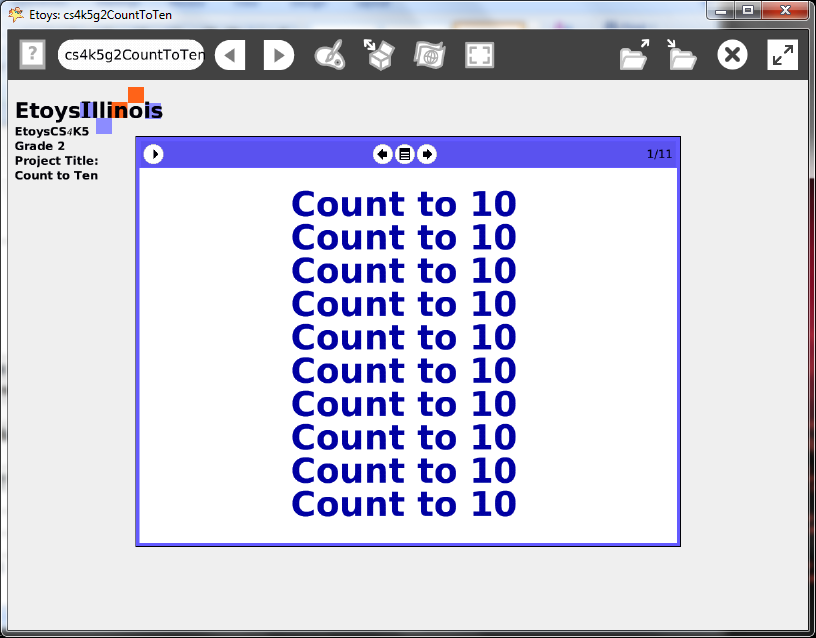 Etoys: cs4k5g2CountToTen
?
cs4k5g2CountToTen
EtoysIllinois
EtoysCS4K5
Grade 2
Project Title:
Count to Ten
1/11
Count to 10
Count to 10
Count to 10
Count to 10
Count to 10
Count to 10
Count to 10
Count to 10
Count to 10
Count to 10